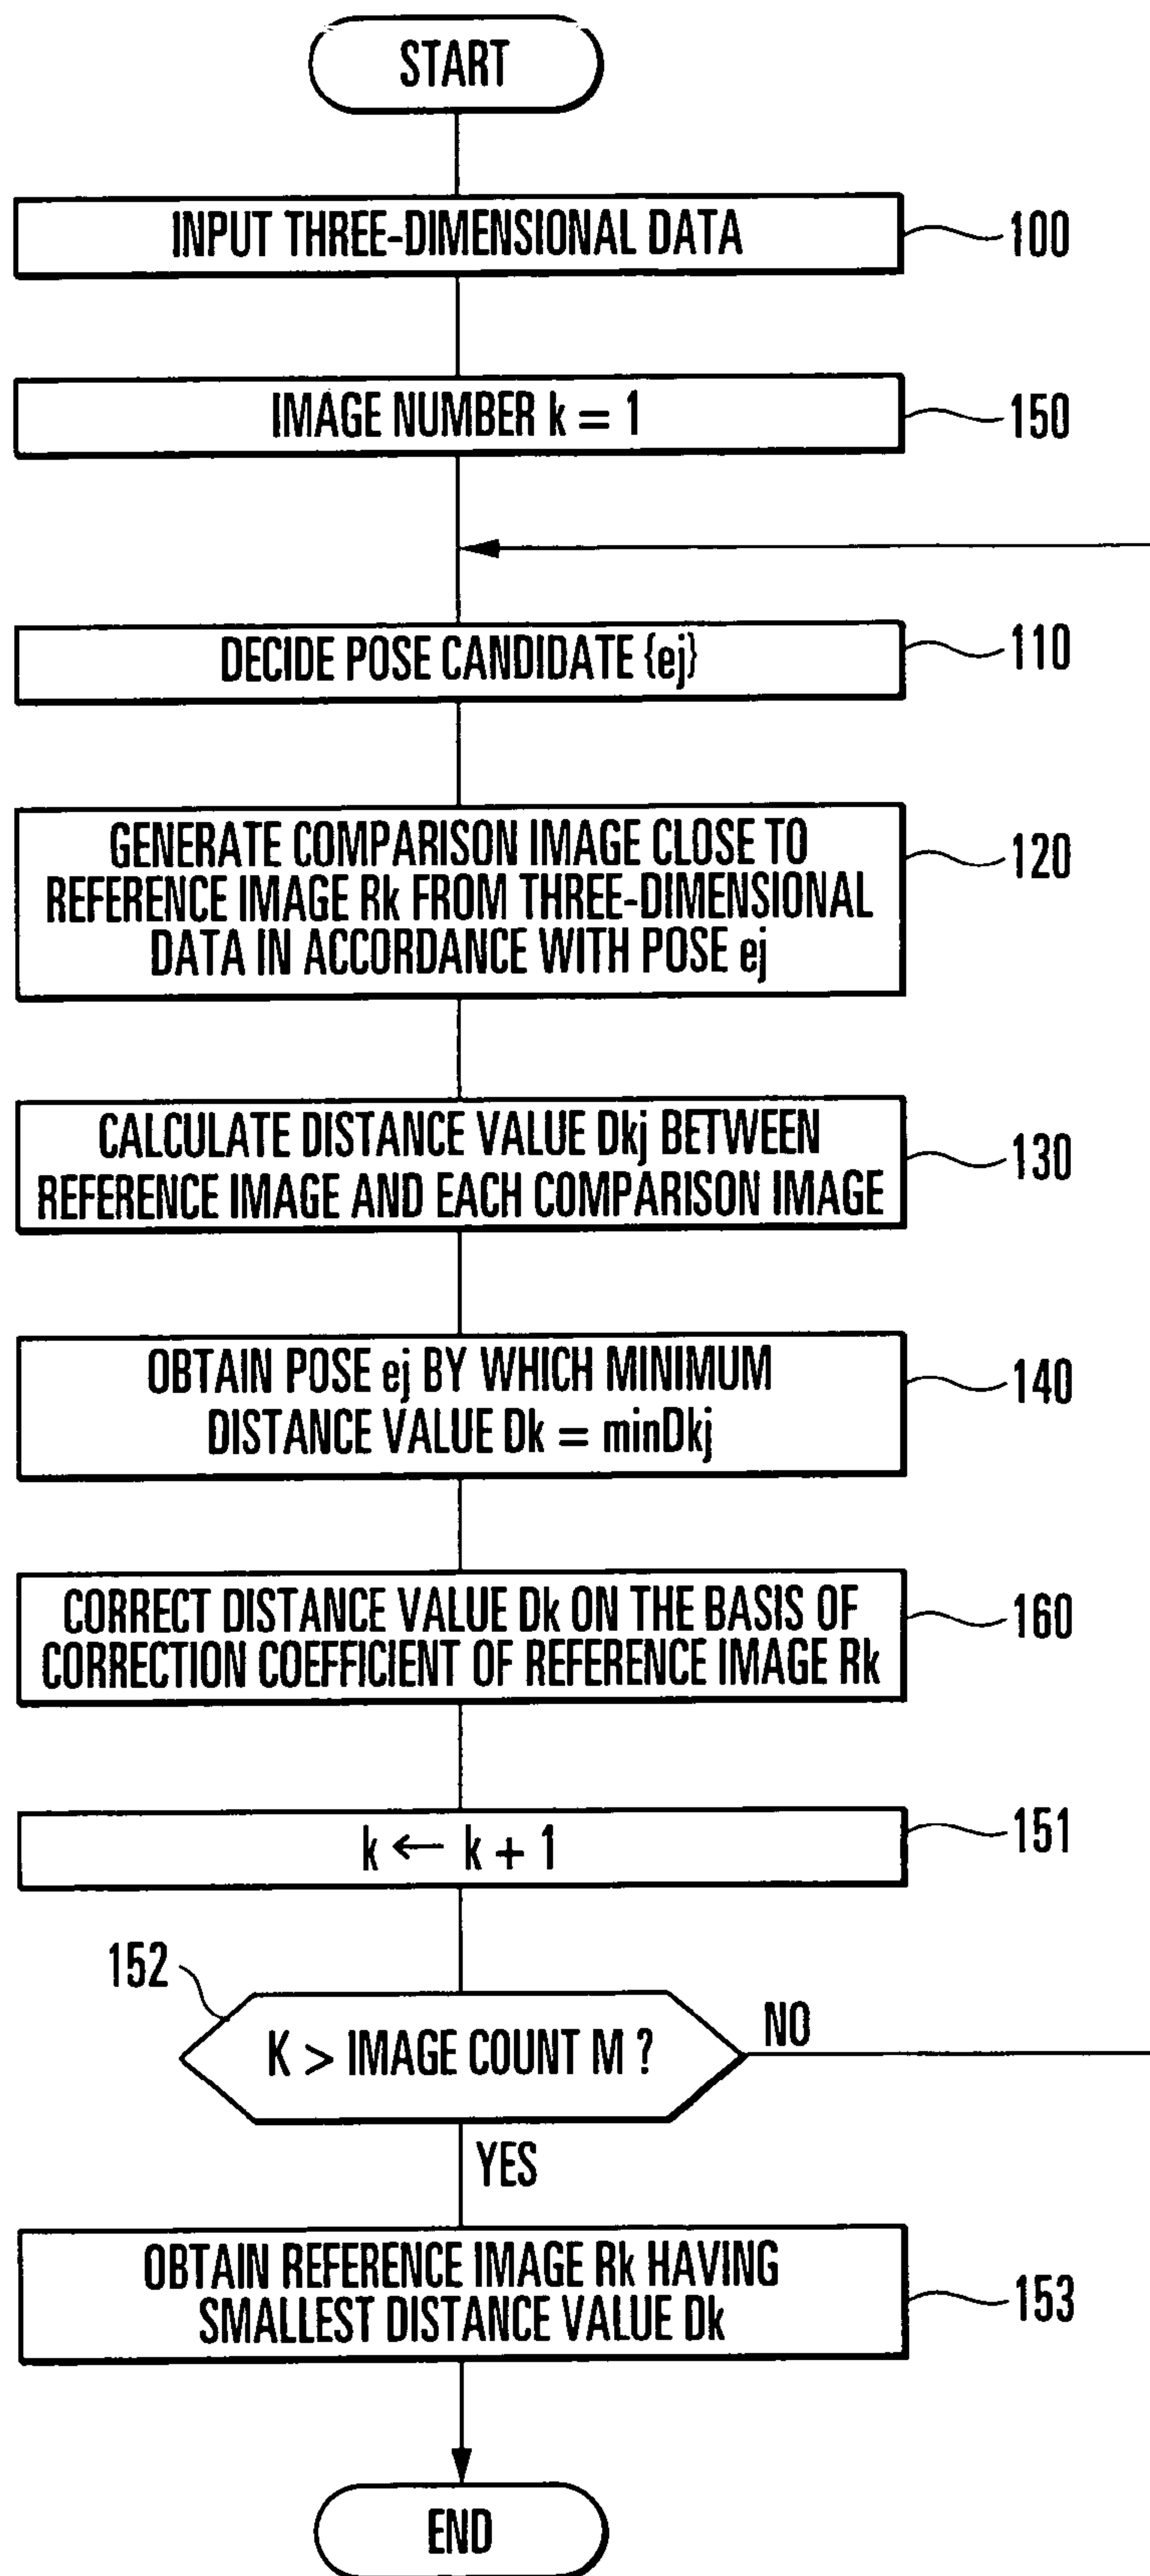 START
INPUT THREE-DIMENSIONAL DATA
100
IMAGE NUMBER k = 1
150
DECIDE POSE CANDIDATE {ej}
110
GENERATE COMPARISON IMAGE CLOSE TO
REFERENCE IMAGE Rk FROM THREE-DIMENSIONAL
DATA IN ACCORDANCE WITH POSE ej
120
CALCULATE DISTANCE VALUE Dkj BETWEEN
REFERENCE IMAGE AND EACH COMPARISON IMAGE
130
OBTAIN POSE ej BY WHICH MINIMUM
DISTANCE VALUE Dk = minDkj
140
CORRECT DISTANCE VALUE Dk ON THE BASIS OF
CORRECTION COEFFICIENT OF REFERENCE IMAGE Rk
160
k ← k + 1
151
152
K > IMAGE COUNT M ?
NO
YES
OBTAIN REFERENCE IMAGE Rk HAVING
SMALLEST DISTANCE VALUE Dk
153
END